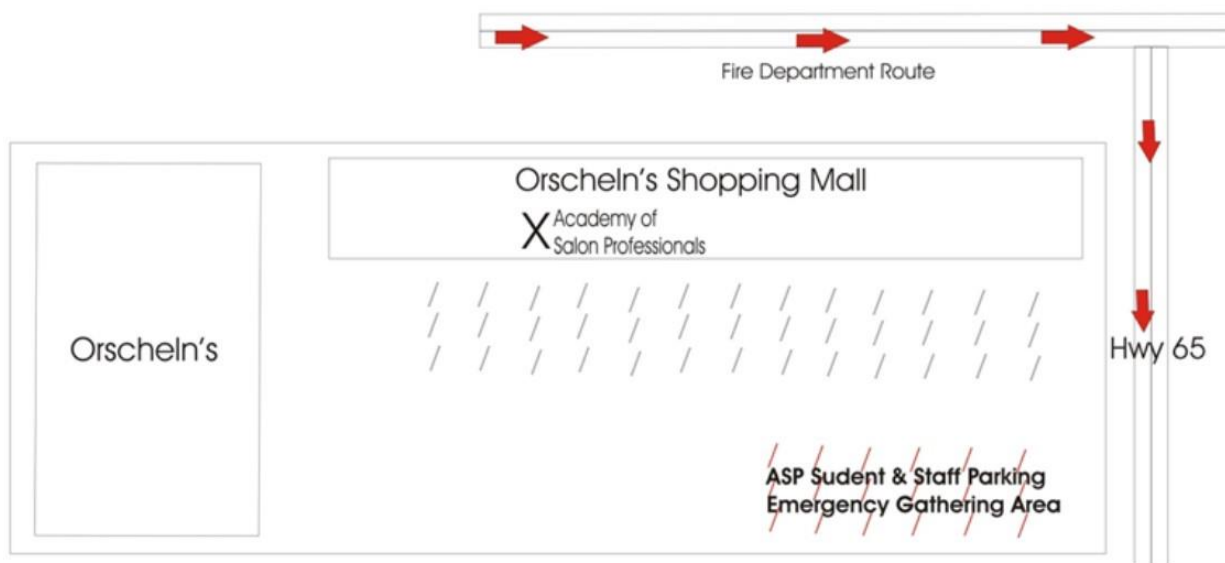 Fire Department Route
Orscheln's Shopping Mall
X Academy of
Salon Professionals
Orscheln's
Hwy 65
ASP Sudent & Staff Parking
Emergency Gathering Area